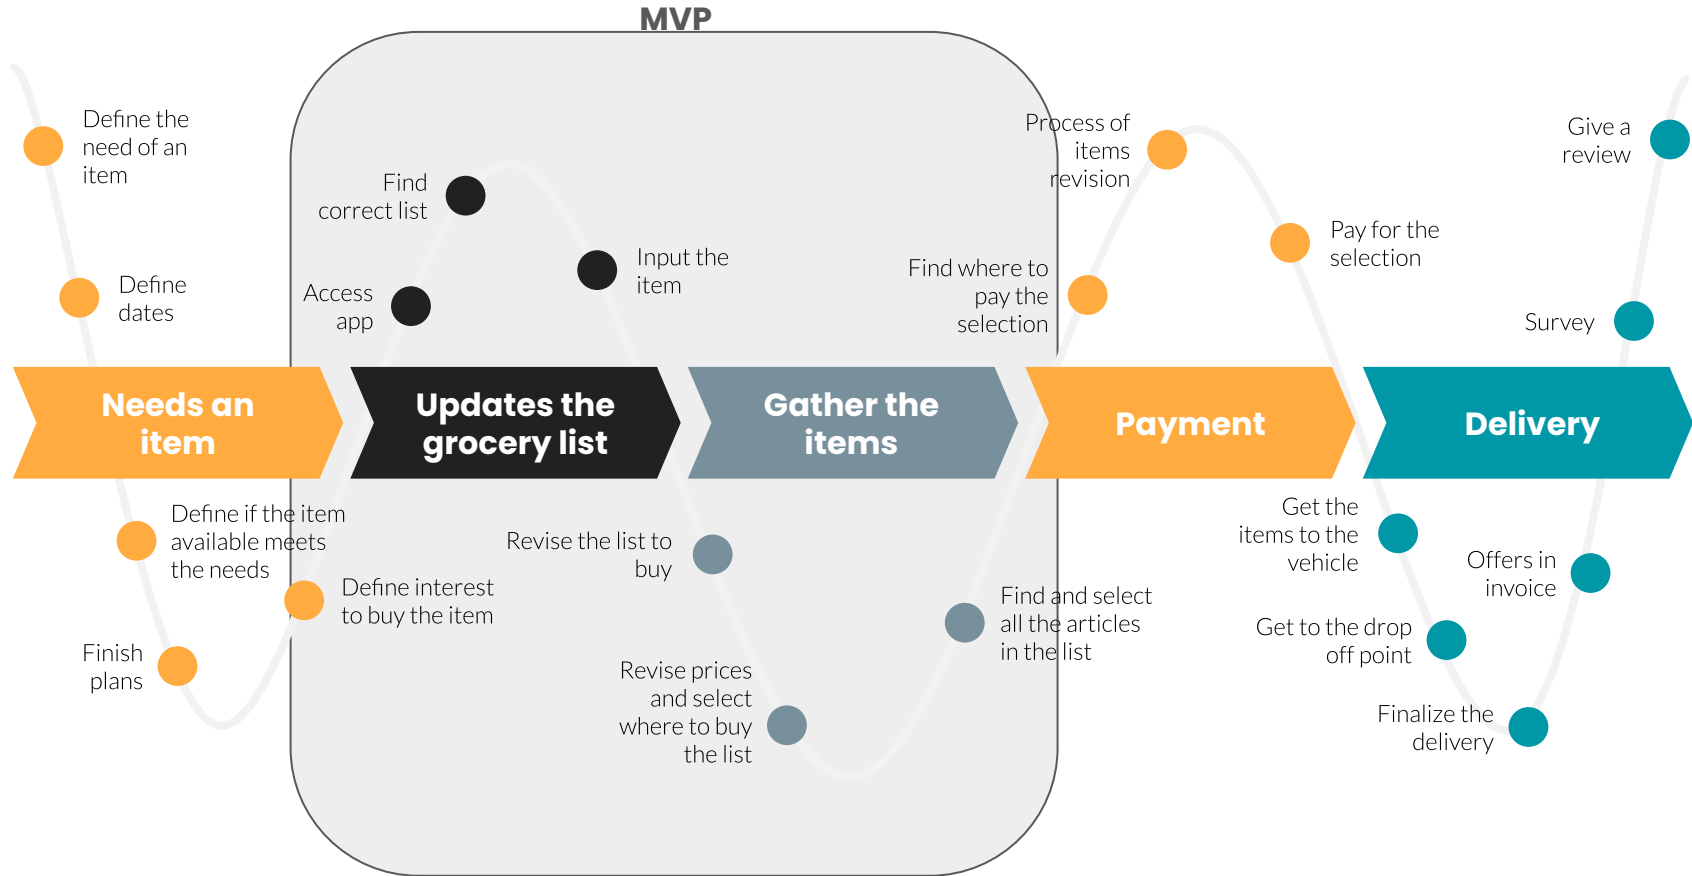 MVP
Define the
need of an
item
Define
dates
Needs an
item
Define if the item
available meets
the needs
Finish
plans
Define interest
to buy the item
Access
app
Find
correct list
Input the
item
Updates the
grocery list
Revise the list to
buy
Revise prices
and select
where to buy
the list
Gather the
items
Find and select
all the articles
in the list
Find where to
pay the
selection
Process of
items
revision
Pay for the
selection
Payment
Get the
items to the
vehicle
Get to the drop
off point
Finalize the
delivery
Delivery
Offers in
invoice
Survey
Give a
review